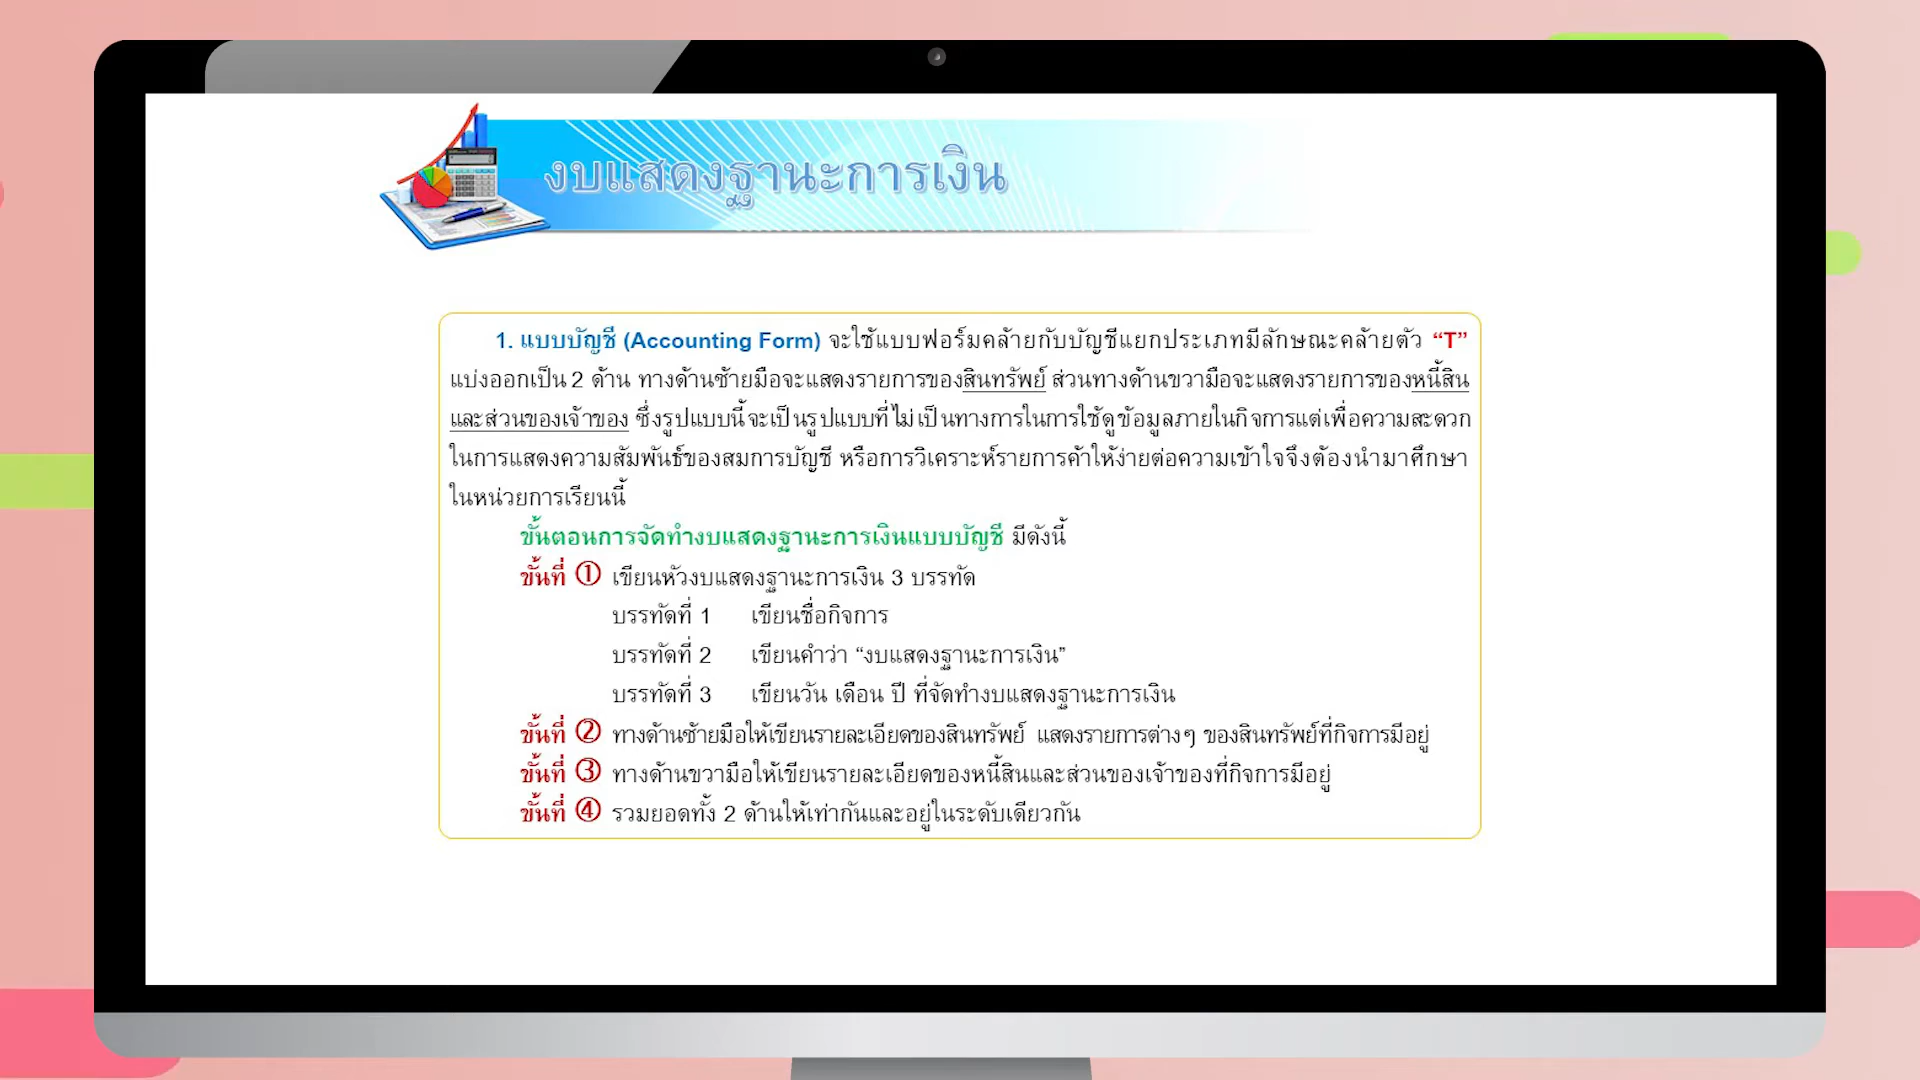 งบแสดงฐานะการเงิน
1. แบบบัญชี (Accounting Form) จะใช้แบบฟอร์มคล้ายกับบัญชีแยกประเภทมีลักษณะคล้ายตัว “T”
แบ่งออกเป็น 2 ด้าน ทางด้านซ้ายมือจะแสดงรายการของสินทรัพย์ ส่วนทางด้านขวามือจะแสดงรายการของหนี้สิน
และส่วนของเจ้าของ ซึ่งรูปแบบนี้จะเป็นรูปแบบที่ไม่เป็นทางการในการใช้ดูข้อมูลภายในกิจการแต่เพื่อความสะดวก
ในการแสดงความสัมพันธ์ของสมการบัญชี หรือการวิเคราะห์รายการค้าให้ง่ายต่อความเข้าใจจึงต้องนำมาศึกษา
ในหน่วยการเรียนนี้
ขั้นตอนการจัดทำงบแสดงฐานะการเงินแบบบัญชี มีดังนี้
ขั้นที่ ① เขียนหัวงบแสดงฐานะการเงิน 3 บรรทัด
บรรทัดที่ 1 เขียนชื่อกิจการ
บรรทัดที่ 2 เขียนคำว่า “งบแสดงฐานะการเงิน”
บรรทัดที่ 3 เขียนวัน เดือน ปี ที่จัดทำงบแสดงฐานะการเงิน
ขั้นที่ ② ทางด้านซ้ายมือให้เขียนรายละเอียดของสินทรัพย์ แสดงรายการต่างๆ ของสินทรัพย์ที่กิจการมีอยู่
ขั้นที่ ③ ทางด้านขวามือให้เขียนรายละเอียดของหนี้สินและส่วนของเจ้าของที่กิจการมีอยู่
ขั้นที่ ④ รวมยอดทั้ง 2 ด้านให้เท่ากันและอยู่ในระดับเดียวกัน